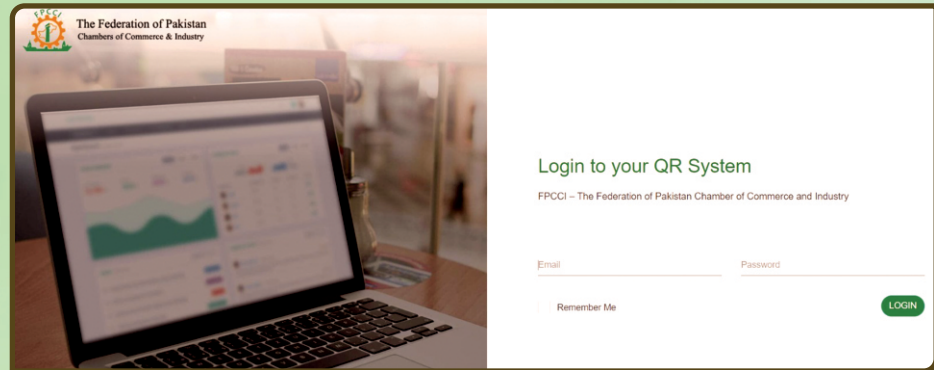 FPCCI
The Federation of Pakistan
Chambers of Commerce & Industry
Login to your QR System
FPCCI – The Federation of Pakistan Chamber of Commerce and Industry
Email Password
Remember Me LOGIN